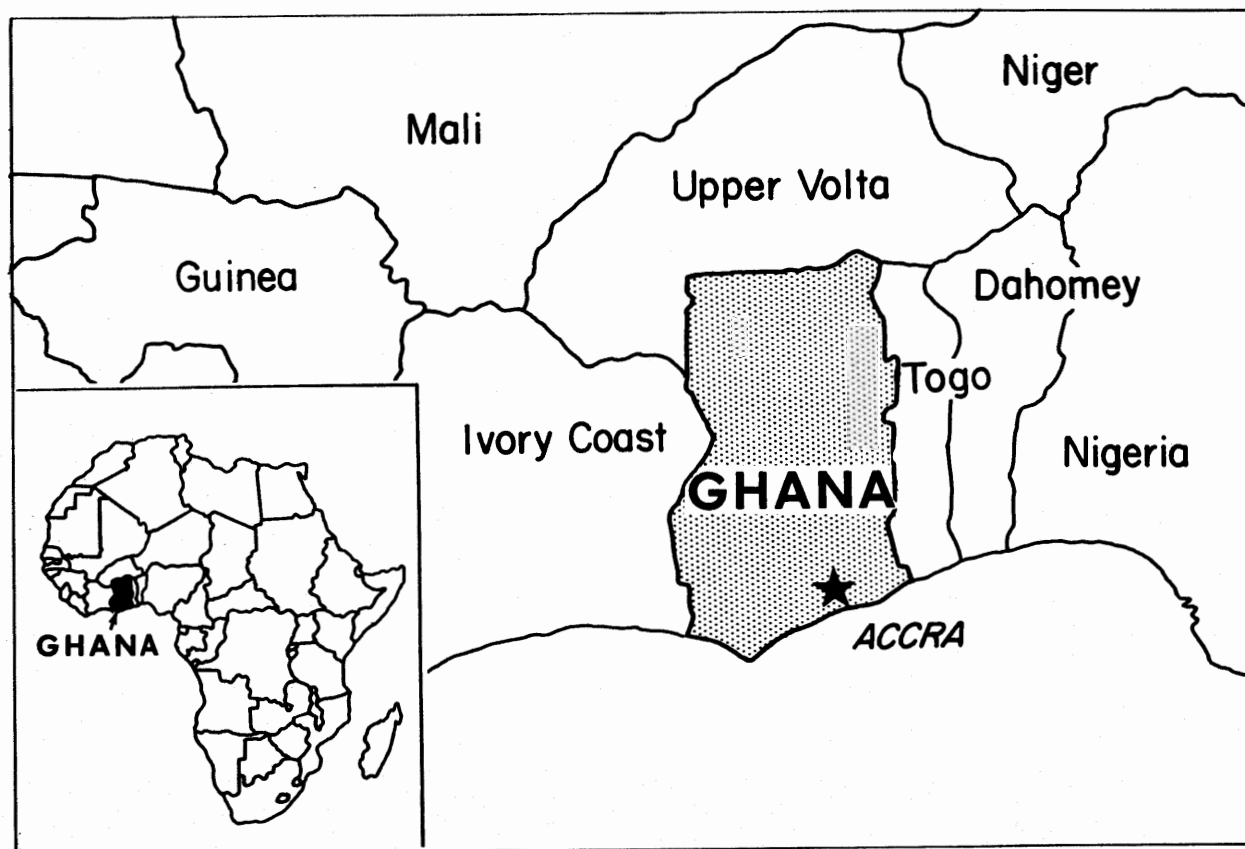 Niger
Mali
Upper Volta
Guinea
Dahomey
Togo
Ivory Coast
Nigeria
GHANA
ACCRA
GHANA